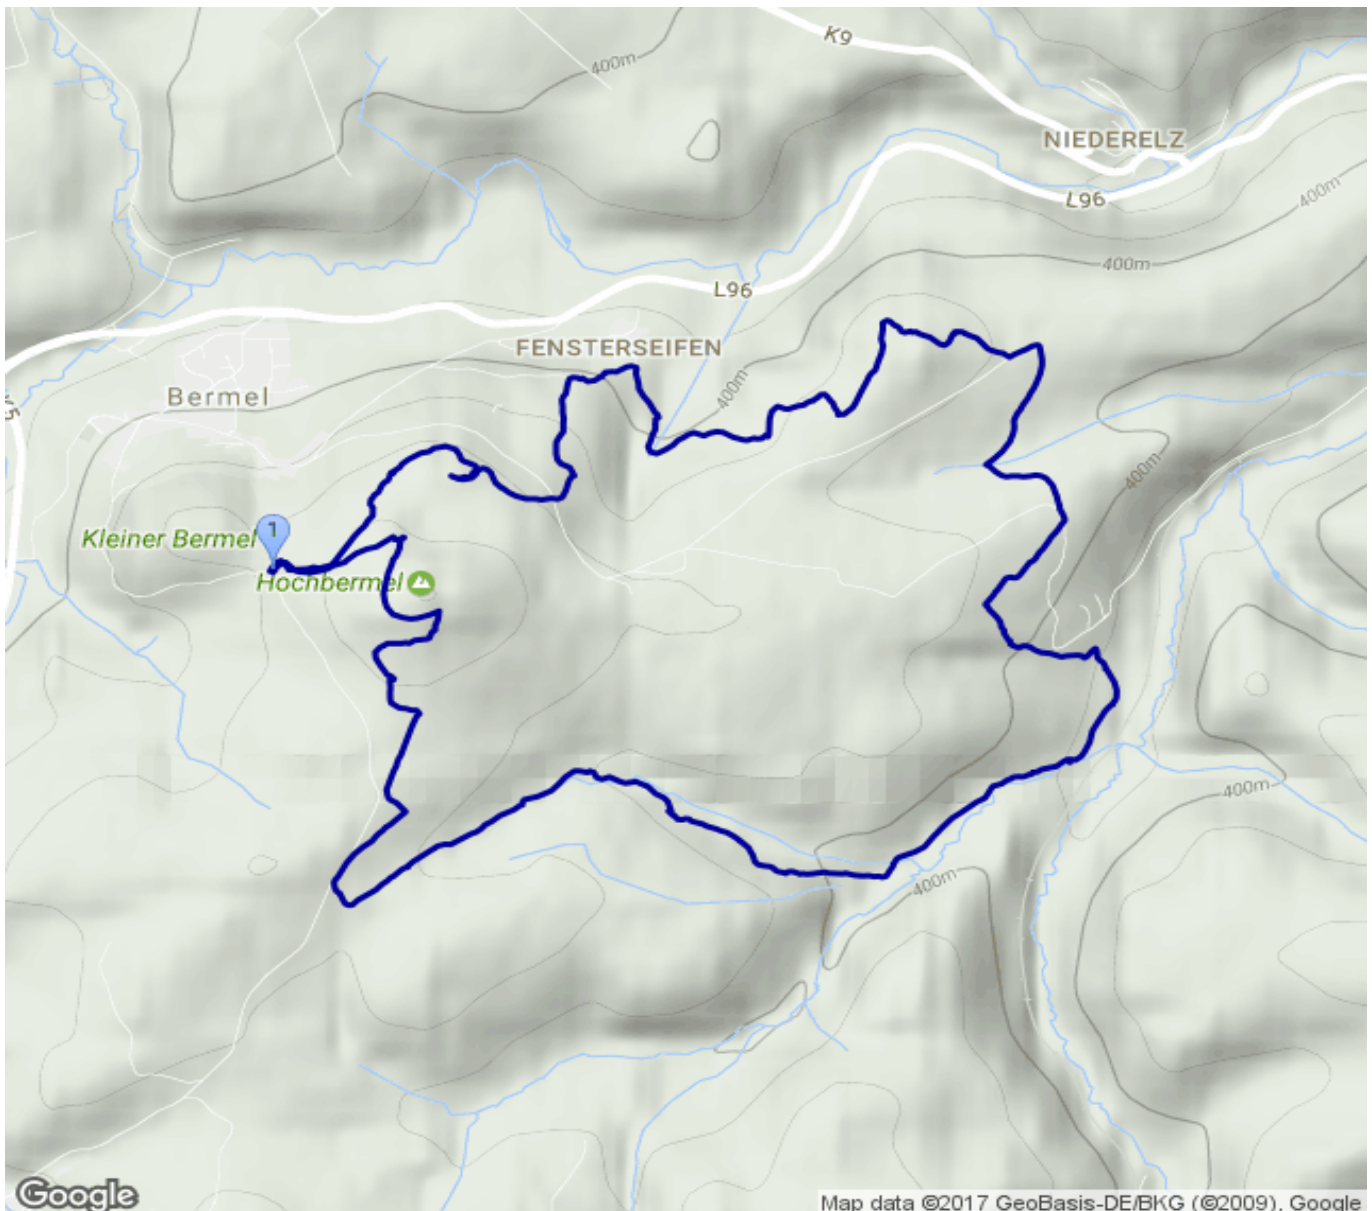 K9
400m
NIEDERELZ
L96
400m
400m
L96
FENSTERSEIFEN
400m
Bermel
K5
400m
1
Kleiner Bermel
Hochbermel
400m
400m
Google
Map data ©2017 GeoBasis-DE/BKG (©2009), Google